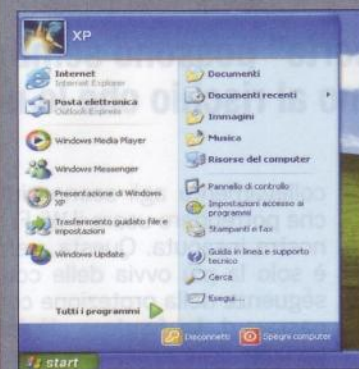 XP
Internet
Internet Explorer
Posta elettronica
Outlook Express
Windows Media Player
Windows Messenger
Presentazione di Windows
XP
Trasferimento guidato file e
impostazioni
Windows Update
Tutti i programmi
Documenti
Documenti recenti
Immagini
Musica
Risorse del computer
Pannello di controllo
Impostazioni accesso ai
programmi
Stampanti e fax
Guida in linea e supporto
tecnico
Cerca
Esegui...
Disconnetti
Spegni computer
start